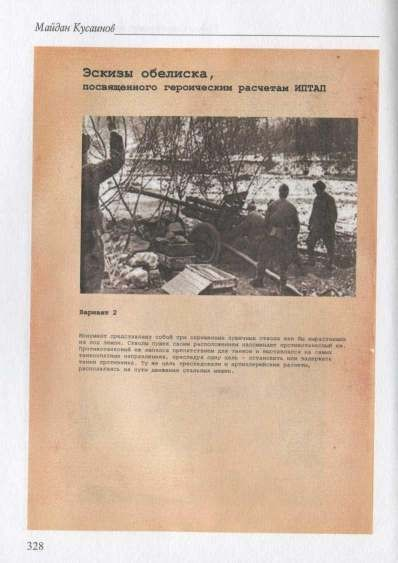 Майдан Кусаинов
Эскизы обелиска,
посвященного героическим расчетам ИПТАП
Вариант 2
Монумент представляет собой три скрещенных пушечных ствола как бы вырастающих
из под земли. Стволы пушек своим расположением напоминают противотанковый еж.
Противотанковый еж являлся препятствием для танков и выставлялся на самых
танкоопасных направлениях, преследуя одну цель - остановить или задержать
танки противника. Ту же цель преследовали и артиллерийские расчеты,
располагаясь на пути движения стальных машин.
328